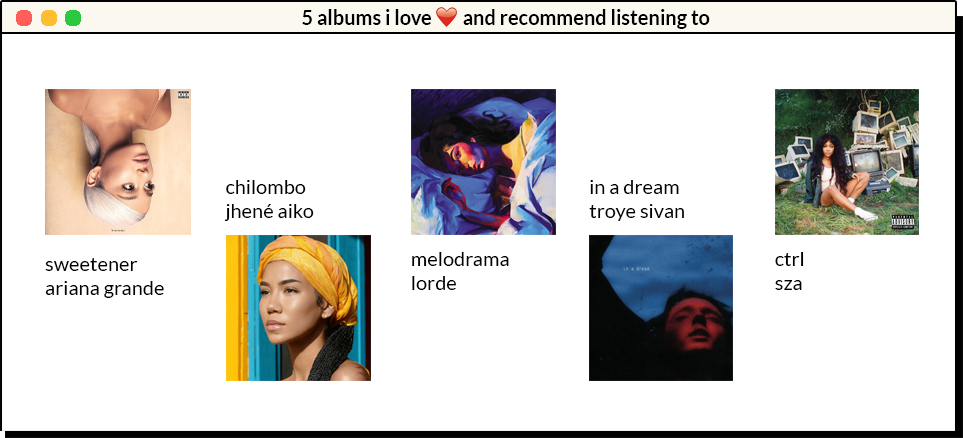 5 albums i love ❤️ and recommend listening to
sweetener
ariana grande
chilombo
jhené aiko
melodrama
lorde
in a dream
troye sivan
in a dream
ctrl
sza